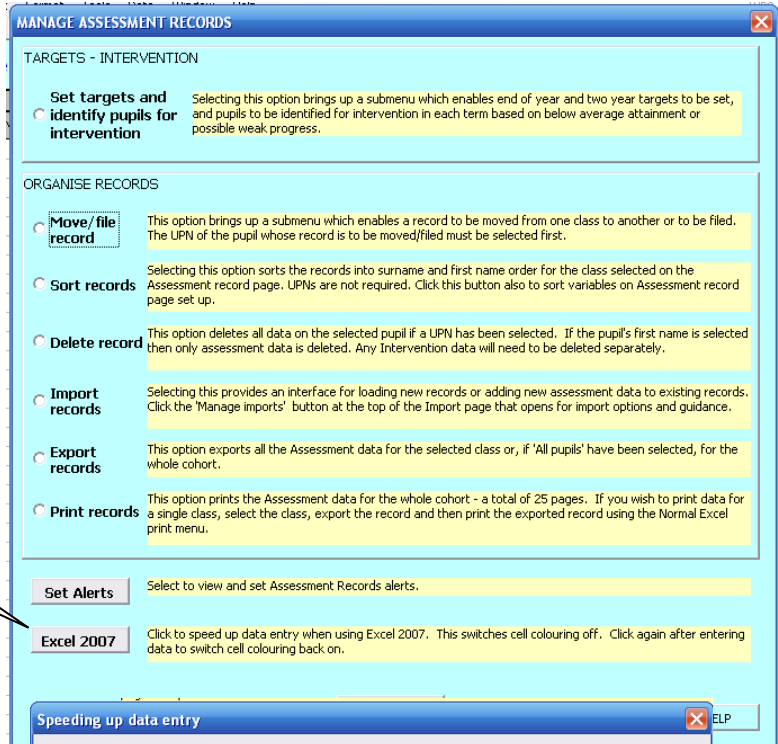 Format Tools Data Window Help
MANAGE ASSESSMENT RECORDS
TARGETS - INTERVENTION
Set targets and
identify pupils for
intervention
Selecting this option brings up a submenu which enables end of year and two year targets to be set,
and pupils to be identified for intervention in each term based on below average attainment or
possible weak progress.
ORGANISE RECORDS
Move/file
record
This option brings up a submenu which enables a record to be moved from one class to another or to be filed.
The UPN of the pupil whose record is to be moved/filed must be selected first.
Sort records
Selecting this option sorts the records into surname and first name order for the class selected on the
Assessment record page. UPNs are not required. Click this button also to sort variables on Assessment record
page set up.
Delete record
This option deletes all data on the selected pupil if a UPN has been selected. If the pupil's first name is selected
then only assessment data is deleted. Any Intervention data will need to be deleted separately.
Import
records
Selecting this provides an interface for loading new records or adding new assessment data to existing records.
Click the 'Manage imports' button at the top of the Import page that opens for import options and guidance.
Export
records
This option exports all the Assessment data for the selected class or, if 'All pupils' have been selected, for the
whole cohort.
Print records
This option prints the Assessment data for the whole cohort - a total of 25 pages. If you wish to print data for
a single class, select the class, export the record and then print the exported record using the Normal Excel
print menu.
Set Alerts
Select to view and set Assessment Records alerts.
Excel 2007
Click to speed up data entry when using Excel 2007. This switches cell colouring off. Click again after entering
data to switch cell colouring back on.
Speeding up data entry
ELP